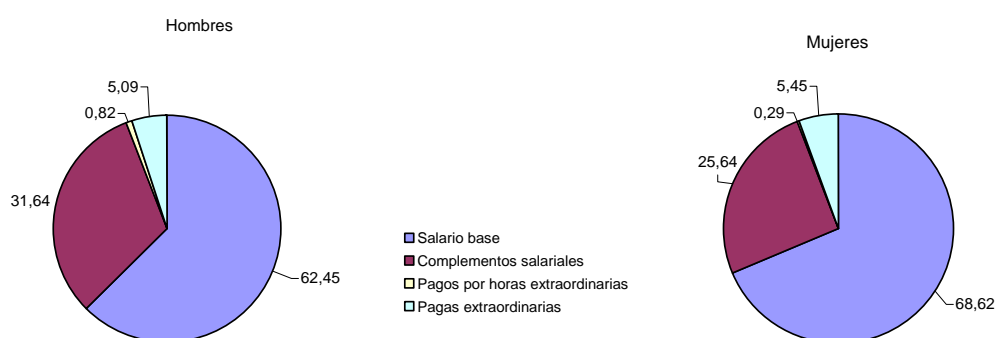 Hombres
5,09
0,82
31,64
62,45
Salario base
Complementos salariales
Pagos por horas extraordinarias
Pagas extraordinarias
Mujeres
5,45
0,29
25,64
68,62